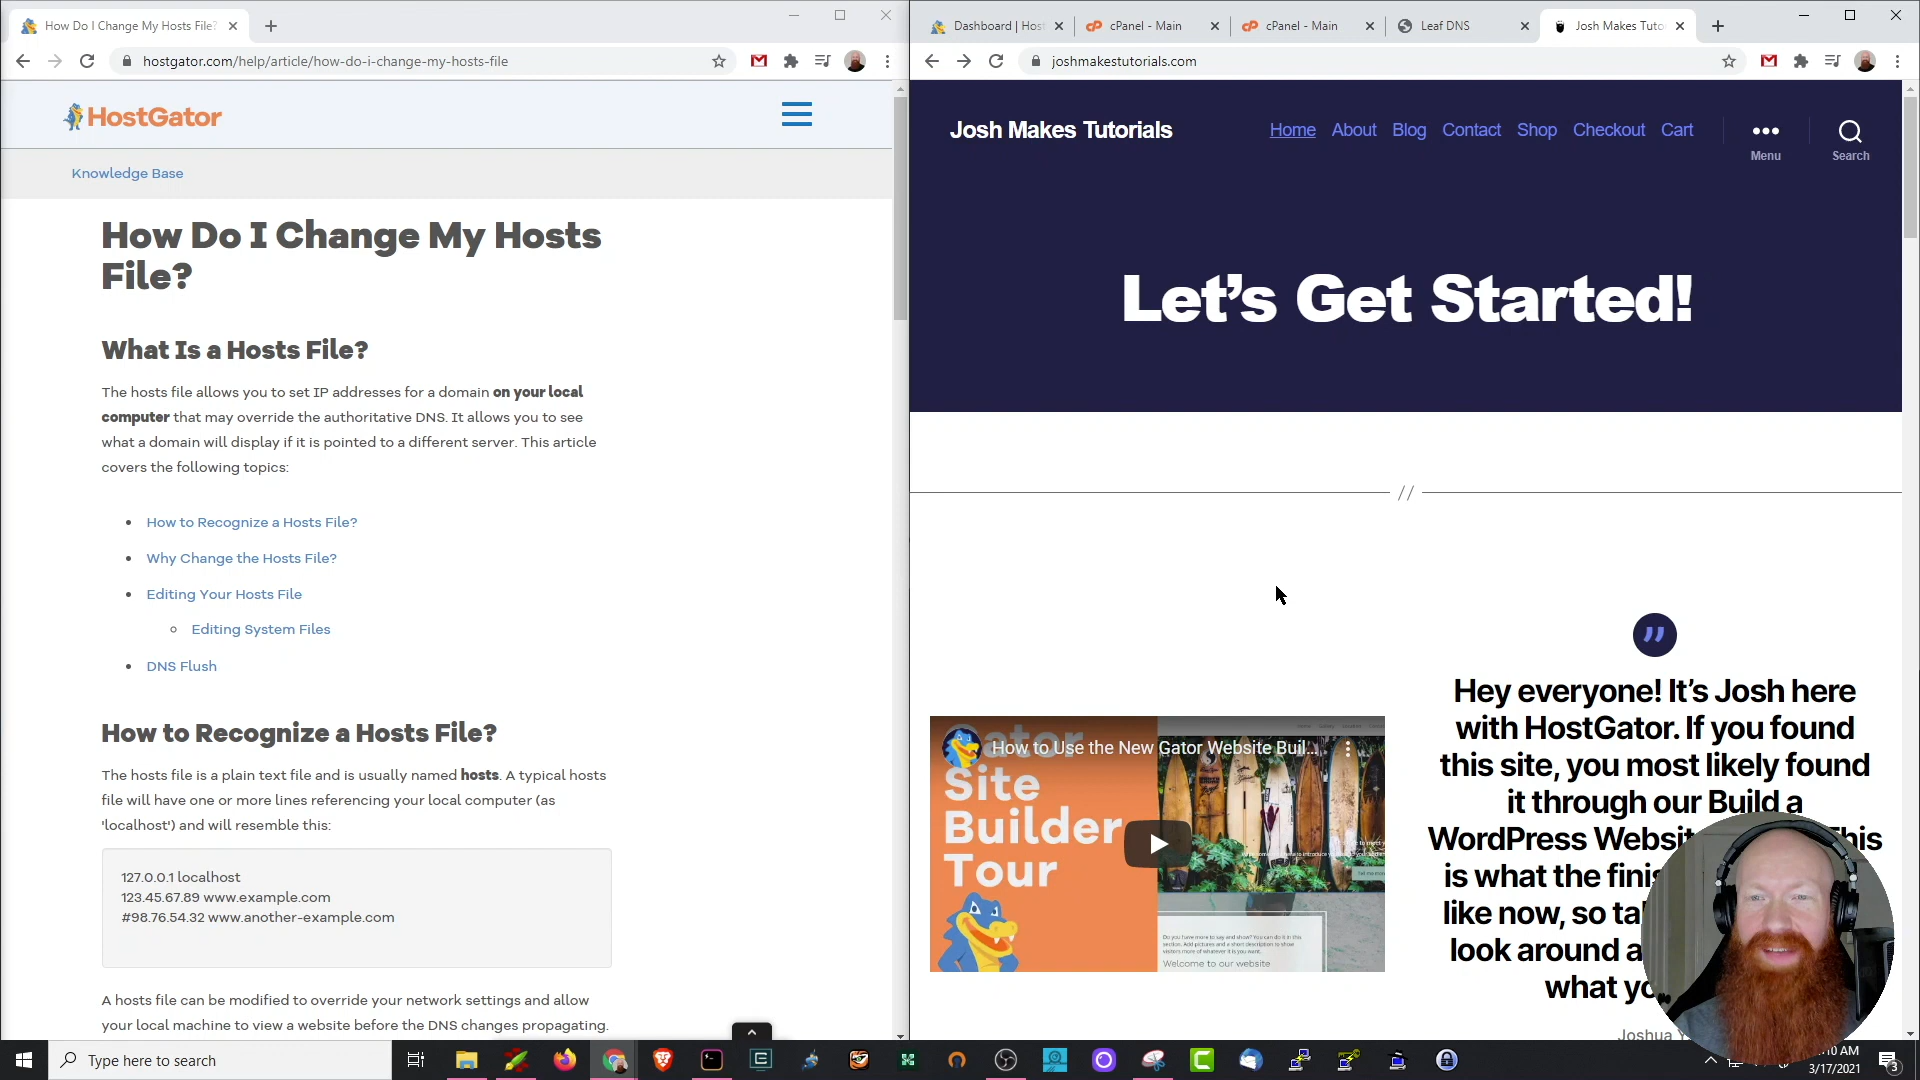 How Do I Change My Hosts File?
hostgator.com/help/article/how-do-i-change-my-hosts-file
HostGator
Knowledge Base
How Do I Change My Hosts
File?
What Is a Hosts File?
The hosts file allows you to set IP addresses for a domain on your local
computer that may override the authoritative DNS. It allows you to see
what a domain will display if it is pointed to a different server. This article
covers the following topics:
How to Recognize a Hosts File?
Why Change the Hosts File?
Editing Your Hosts File
Editing System Files
DNS Flush
How to Recognize a Hosts File?
The hosts file is a plain text file and is usually named hosts. A typical hosts
file will have one or more lines referencing your local computer (as
'localhost') and will resemble this:
127.0.0.1 localhost
123.45.67.89 www.example.com
#98.76.54.32 www.another-example.com
A hosts file can be modified to override your network settings and allow
your local machine to view a website before the DNS changes propagating.
Dashboard | Host
cPanel - Main
cPanel - Main
Leaf DNS
Josh Makes Tuto
joshmakestutorials.com
Josh Makes Tutorials
Home About Blog Contact Shop Checkout Cart
Menu
Search
Let's Get Started!
//
How to Use the New Gator Website Buil...
Gator
Site
Builder
Tour
Welcome to our website
Hey everyone! It's Josh here
with HostGator. If you found
this site, you most likely found
it through our Build a
WordPress Website
is what the
like now, so
look around
what
Joshua
Type here to search
:10 AM
3/17/2021
3